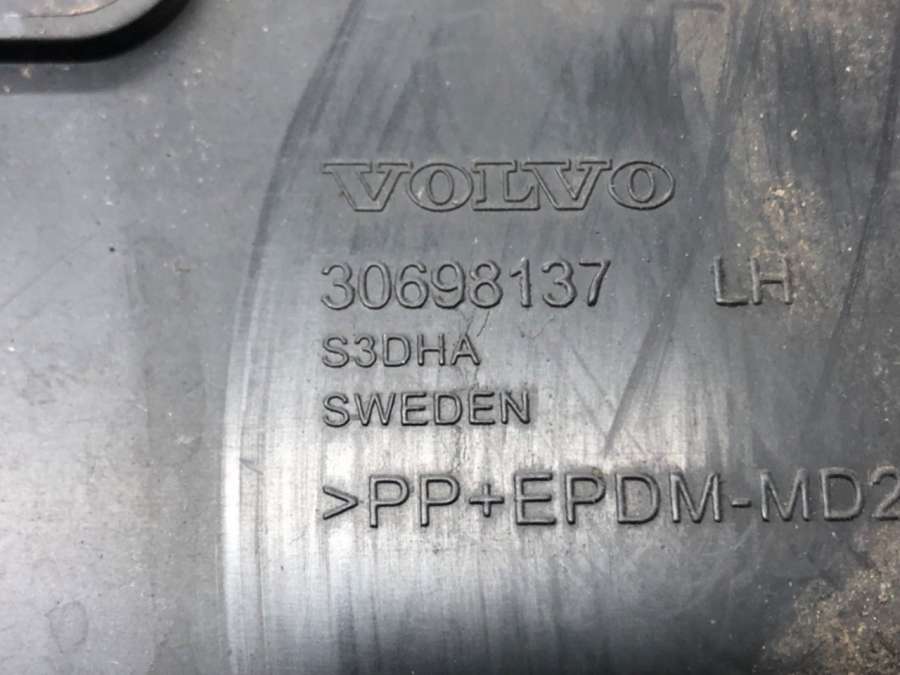 VOLVO
30698137 LH
S3DHA
SWEDEN
>PP+EPDM-MD2